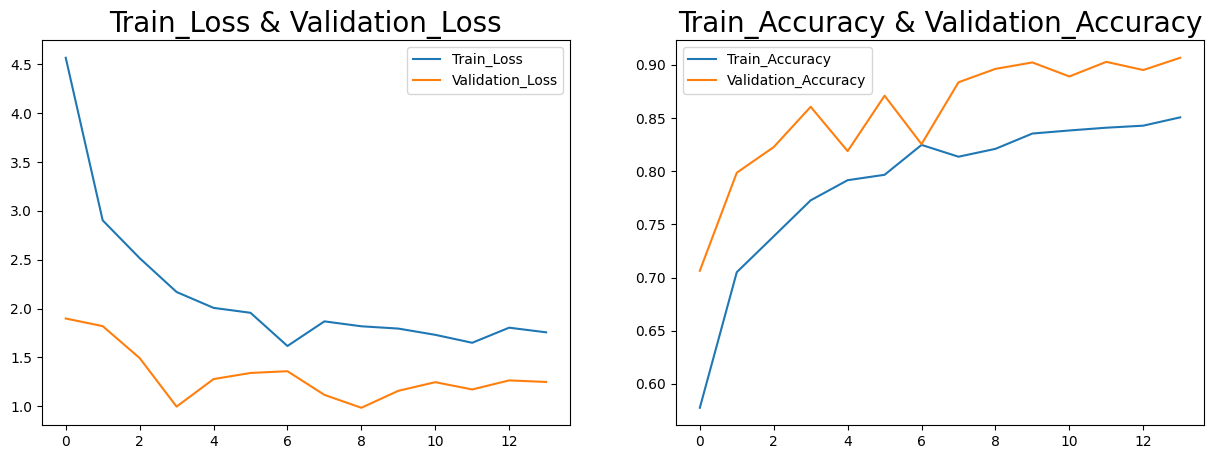 Train_Loss & Validation_Loss
Train_Loss
Validation_Loss
4.5
4.0
3.5
3.0
2.5
2.0
1.5
1.0
0 2 4 6 8 10 12
Train_Accuracy & Validation_Accuracy
Train_Accuracy
Validation_Accuracy
0.90
0.85
0.80
0.75
0.70
0.65
0.60
0 2 4 6 8 10 12